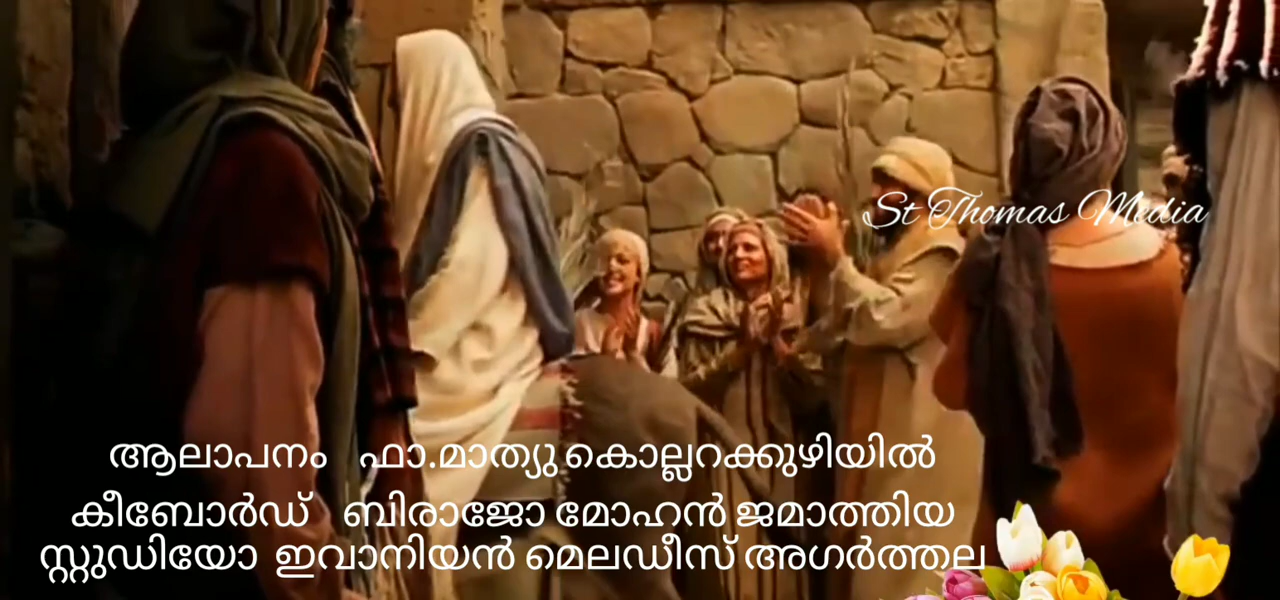 St Thomas Media
ആലാപനം ഫാ.മാത്യു കൊല്ലറക്കുഴിയിൽ
കീബോർഡ് ബിരാജോ മോഹൻ ജമാത്തിയ
സ്റ്റുഡിയോ ഇവാനിയൻ മെലഡീസ് അഗർത്തല